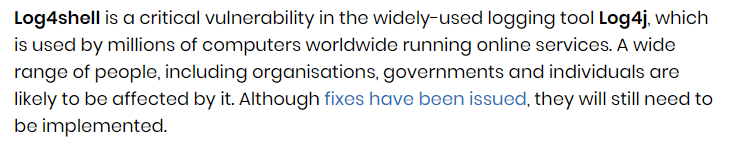 Log4shell is a critical vulnerability in the widely-used logging tool Log4j, which
is used by millions of computers worldwide running online services. A wide
range of people, including organisations, governments and individuals are
likely to be affected by it. Although fixes have been issued, they will still need to
be implemented.